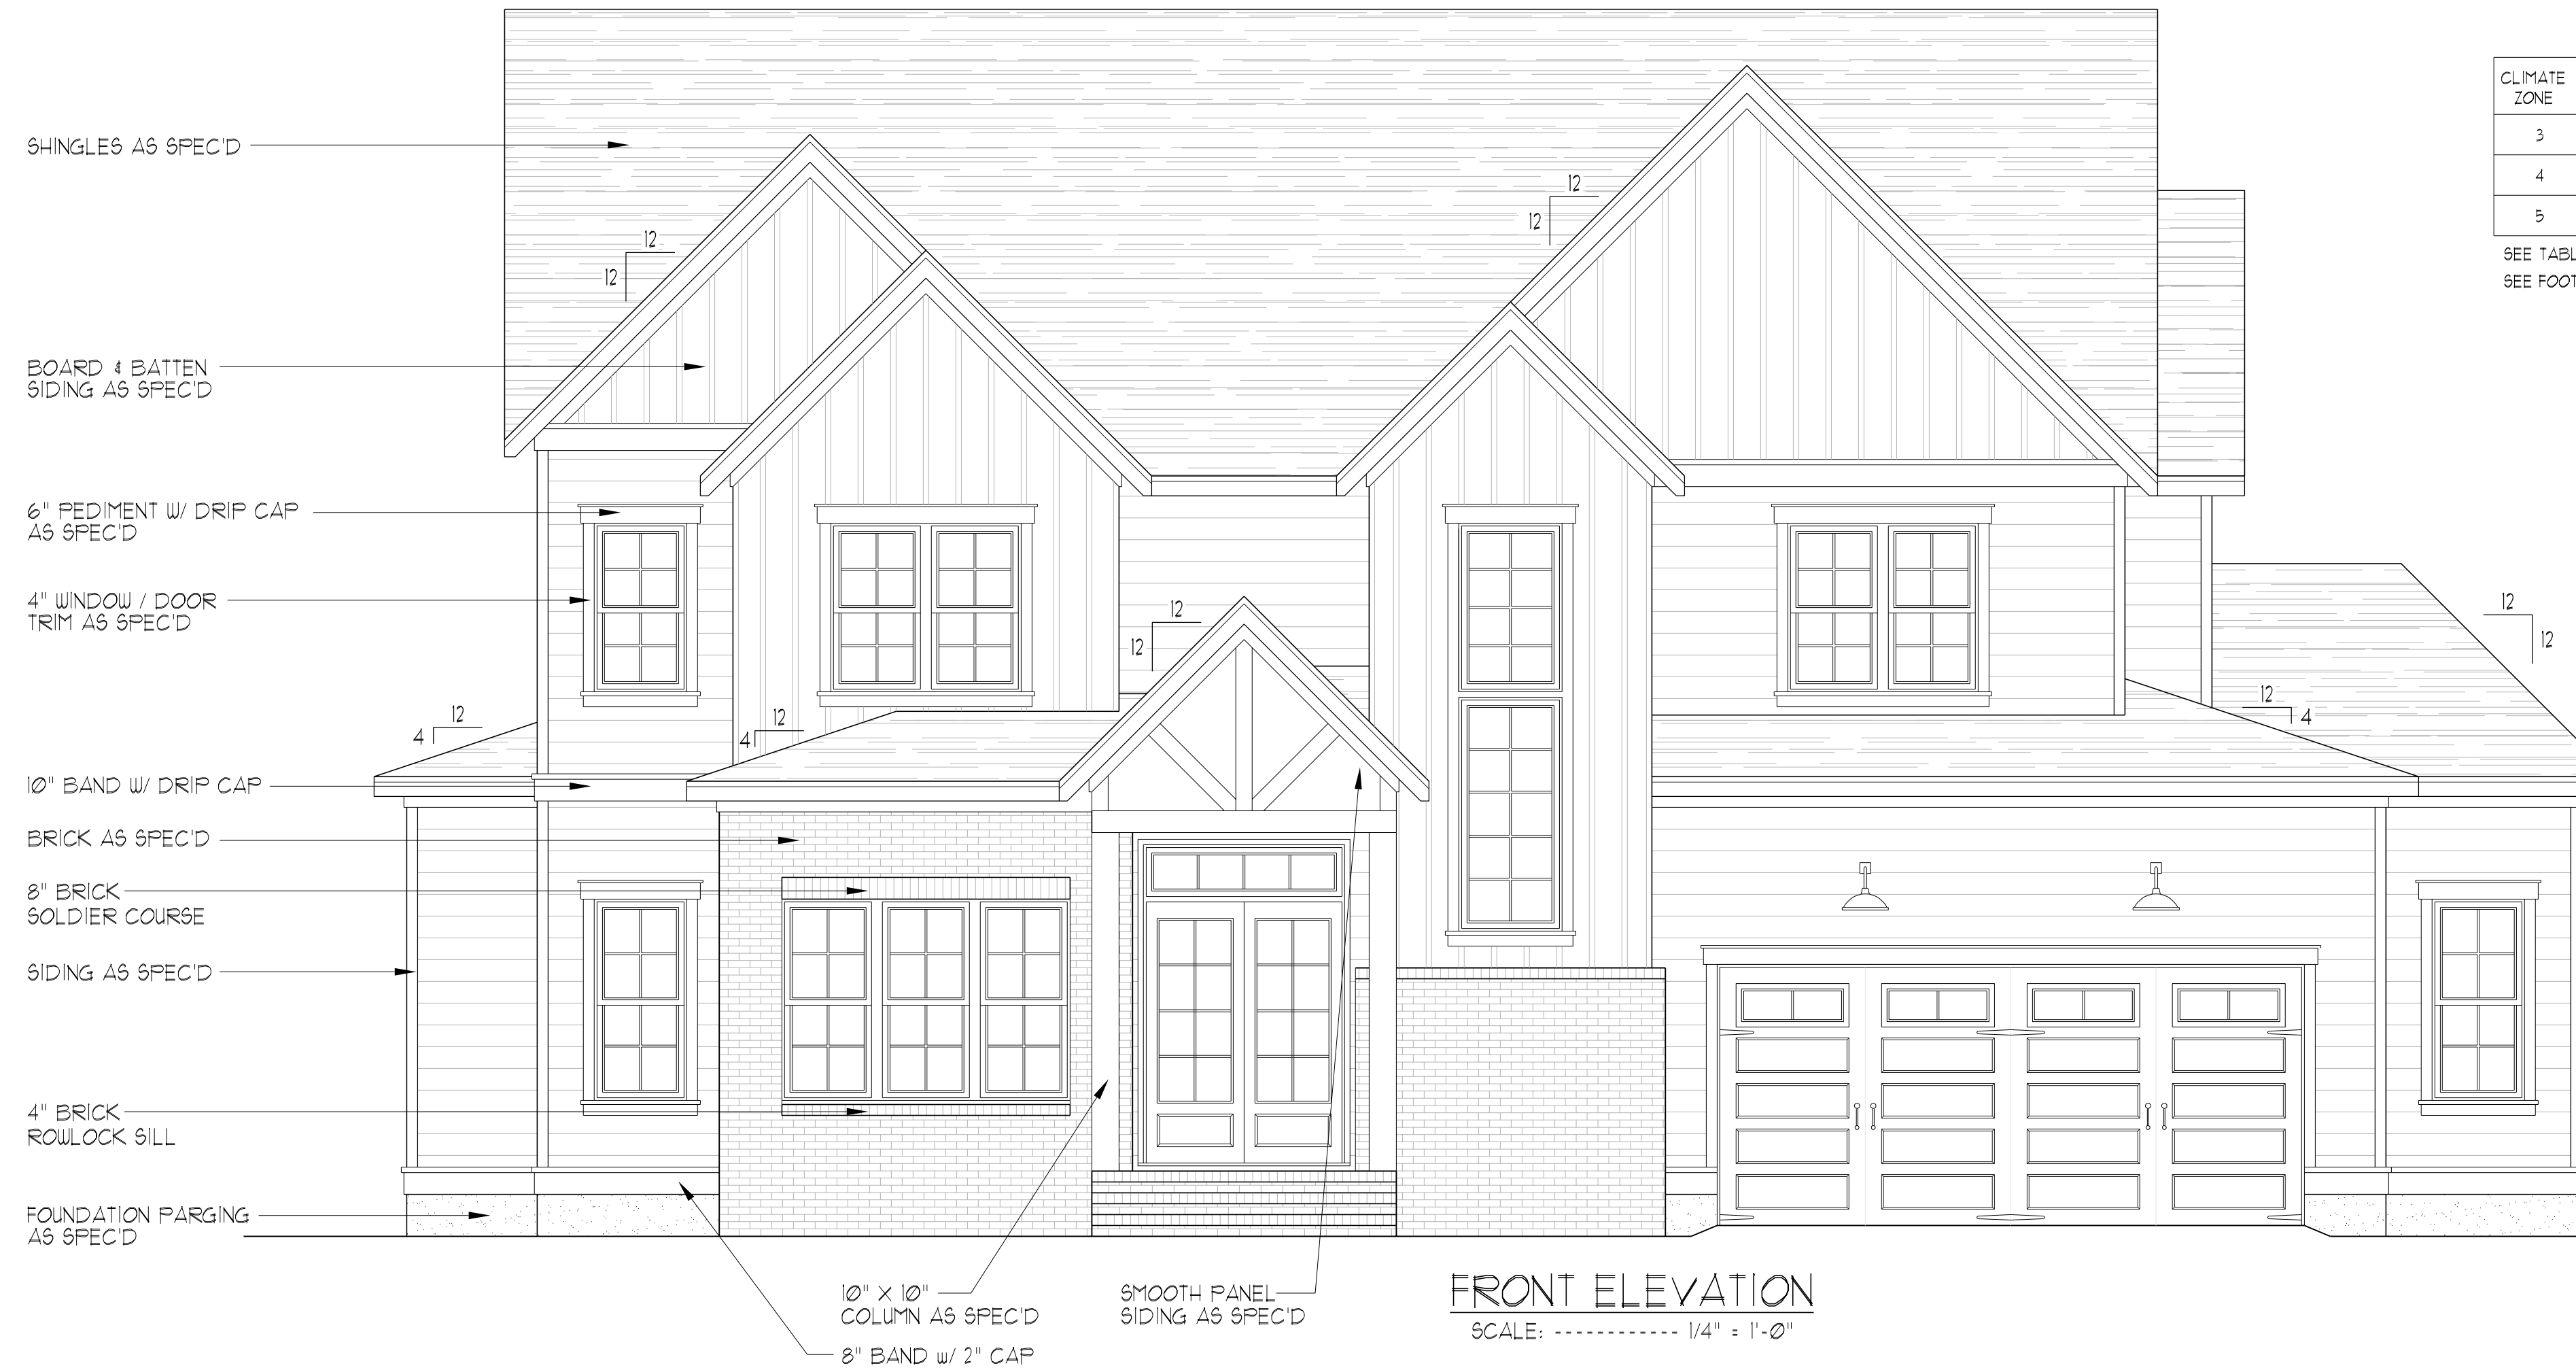 SHINGLES AS SPEC'D
BOARD & BATTEN
SIDING AS SPEC'D
6" PEDIMENT W/ DRIP CAP
AS SPEC'D
4" WINDOW / DOOR
TRIM AS SPEC'D
10" BAND W/ DRIP CAP
BRICK AS SPEC'D
8" BRICK
SOLDIER COURSE
SIDING AS SPEC'D
4" BRICK
ROWLOCK SILL
FOUNDATION PARGING
AS SPEC'D
12
12
12
12
12
12
12
4
12
4
12
4
12
12
CLIMATE
ZONE
3
4
5
SEE TABL
SEE FOOT
10" X 10"
COLUMN AS SPEC'D
8" BAND W/ 2" CAP
SMOOTH PANEL
SIDING AS SPEC'D
FRONT ELEVATION
SCALE: ------------ 1/4" = 1'-0"